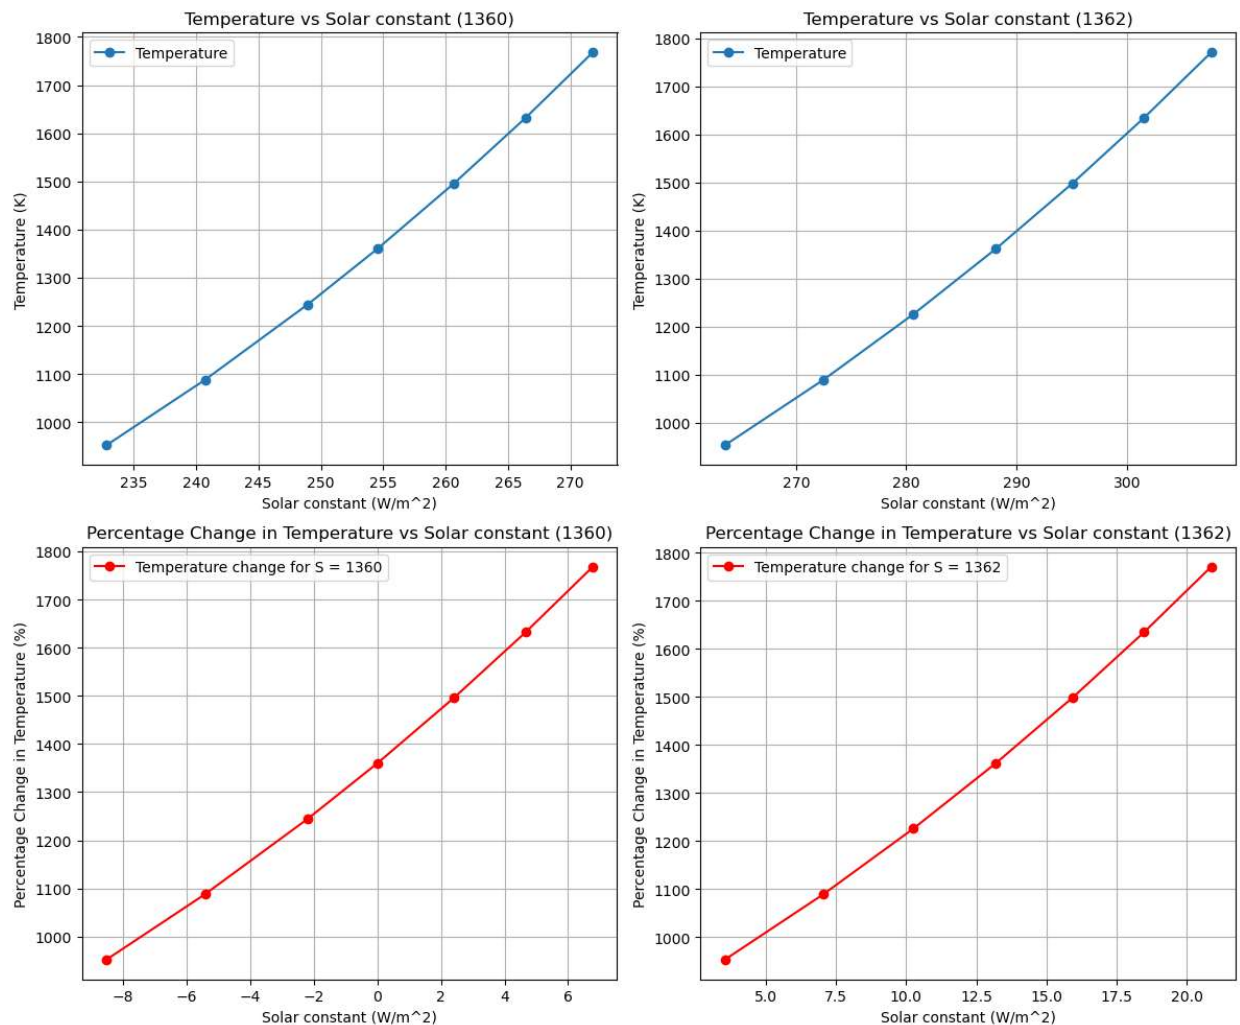 Temperature vs Solar constant (1360)
Temperature
1800
1700
1600
1500
1400
1300
1200
1100
1000
Temperature (K)
235 240 245 250 255 260 265 270
Solar constant (W/m^2)
Temperature vs Solar constant (1362)
Temperature
1800
1700
1600
1500
1400
1300
1200
1100
1000
Temperature (K)
270 280 290 300
Solar constant (W/m^2)
Percentage Change in Temperature vs Solar constant (1360)
Temperature change for S = 1360
1800
1700
1600
1500
1400
1300
1200
1100
1000
Percentage Change in Temperature (%)
−8 −6 −4 −2 0 2 4 6
Solar constant (W/m^2)
Percentage Change in Temperature vs Solar constant (1362)
Temperature change for S = 1362
1800
1700
1600
1500
1400
1300
1200
1100
1000
Percentage Change in Temperature (%)
5.0 7.5 10.0 12.5 15.0 17.5 20.0
Solar constant (W/m^2)